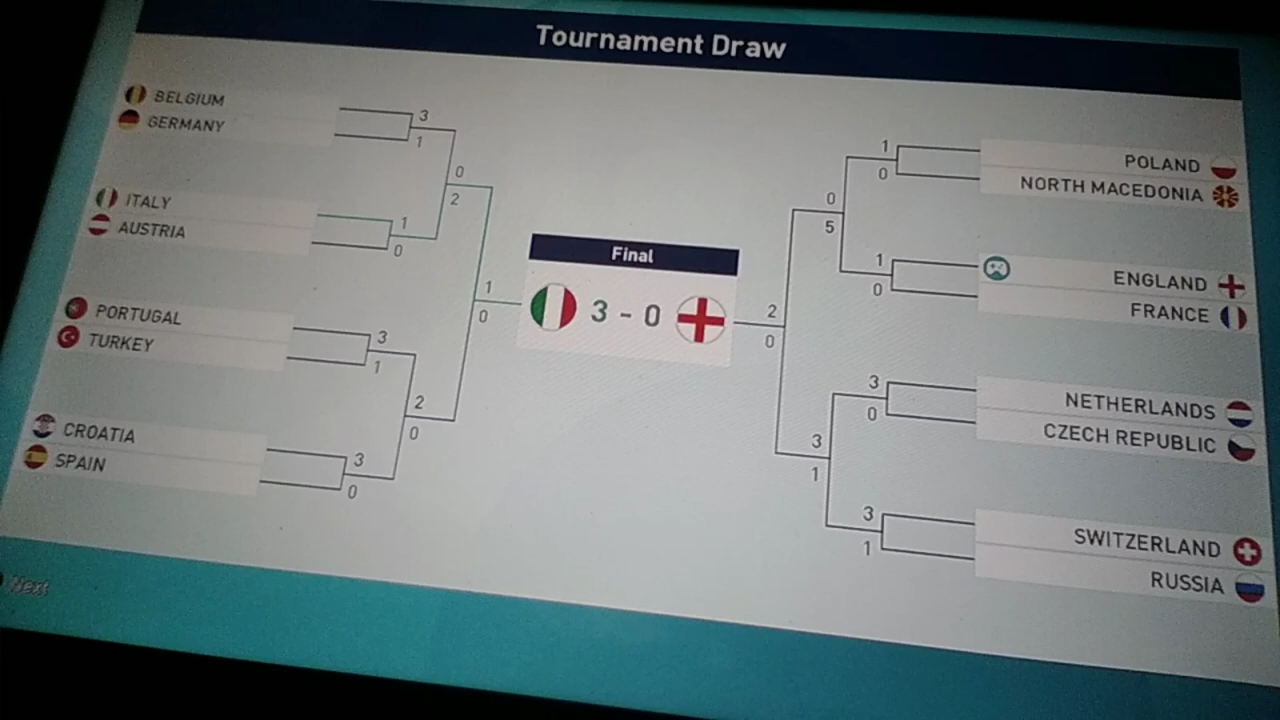 Tournament Draw
BELGIUM 3
GERMANY 1
0
2
ITALY 1
AUSTRIA 0
1
0
PORTUGAL 3
TURKEY 1
2
0
CROATIA 3
SPAIN 0
Final
3 - 0
1 POLAND
0 NORTH MACEDONIA
0
5
1 ENGLAND
0 FRANCE
2
0
3 NETHERLANDS
0 CZECH REPUBLIC
3
1
3 SWITZERLAND
1 RUSSIA
Next